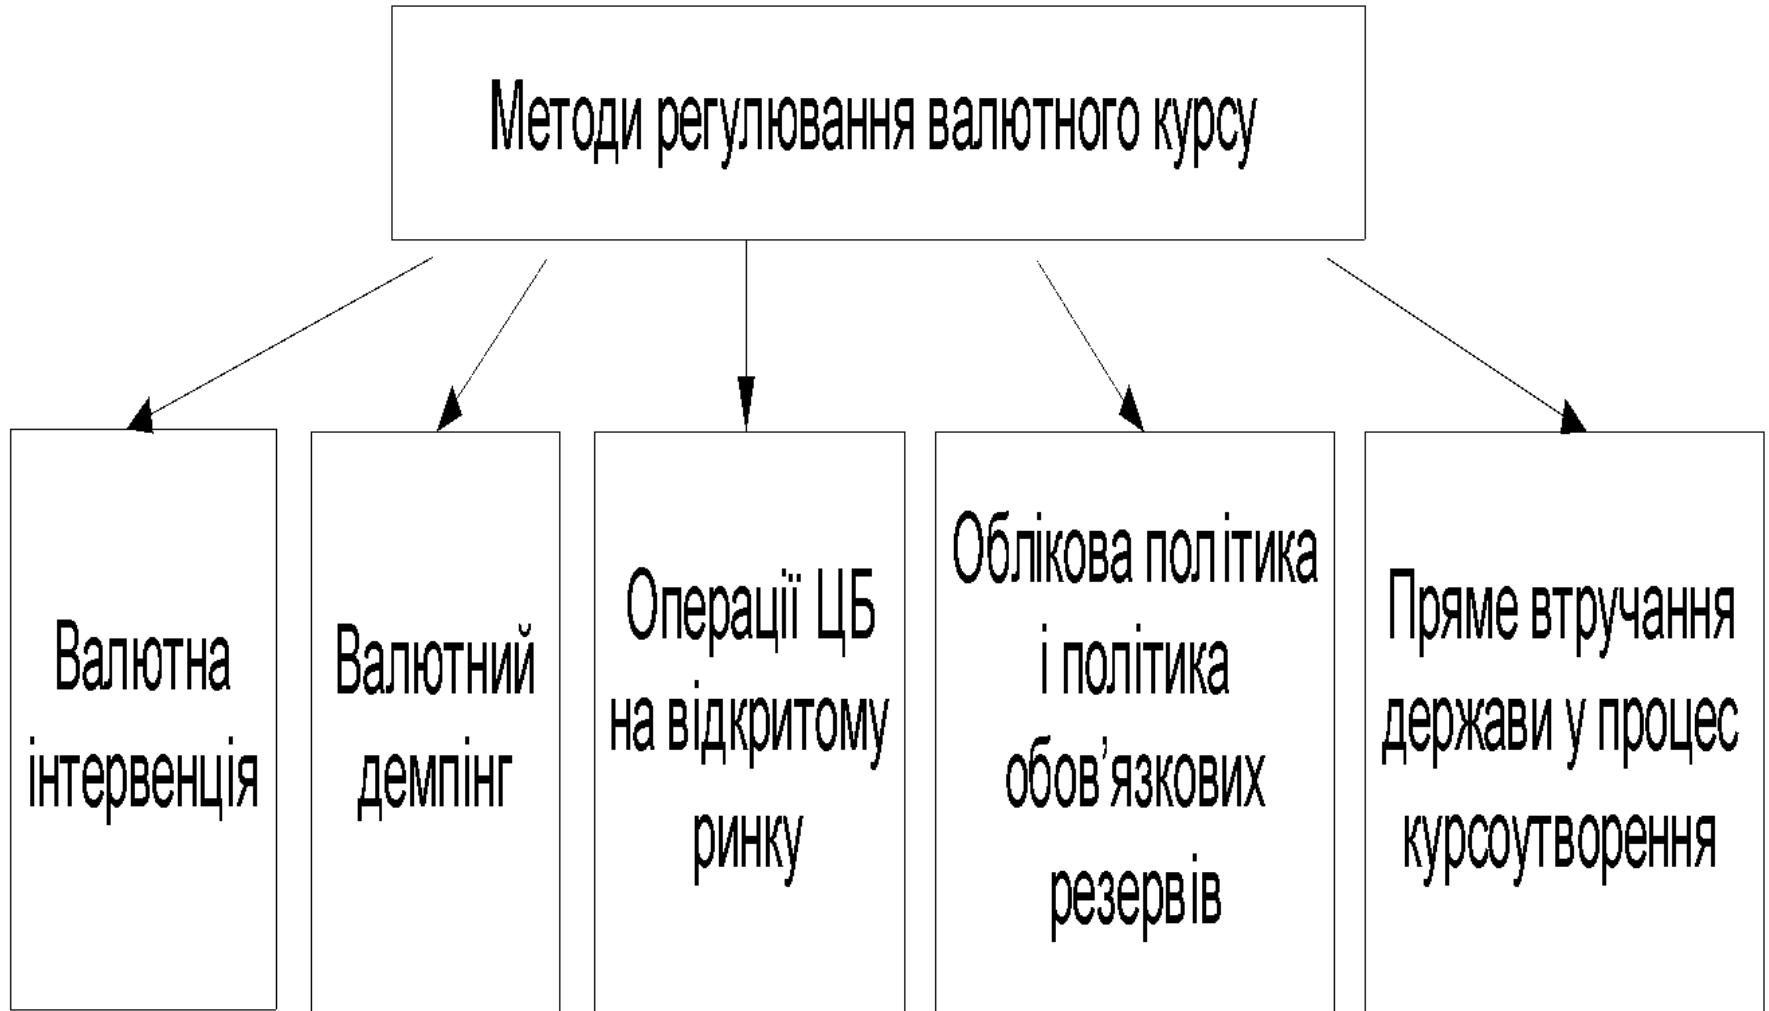 Методи регулювання валютного курсу
Валютна
інтервенція
Валютний
демпінг
Операції ЦБ
на відкритому
ринку
Облікова політика
і політика
обов’язкових
резервів
Пряме втручання
держави у процес
курсоутворення